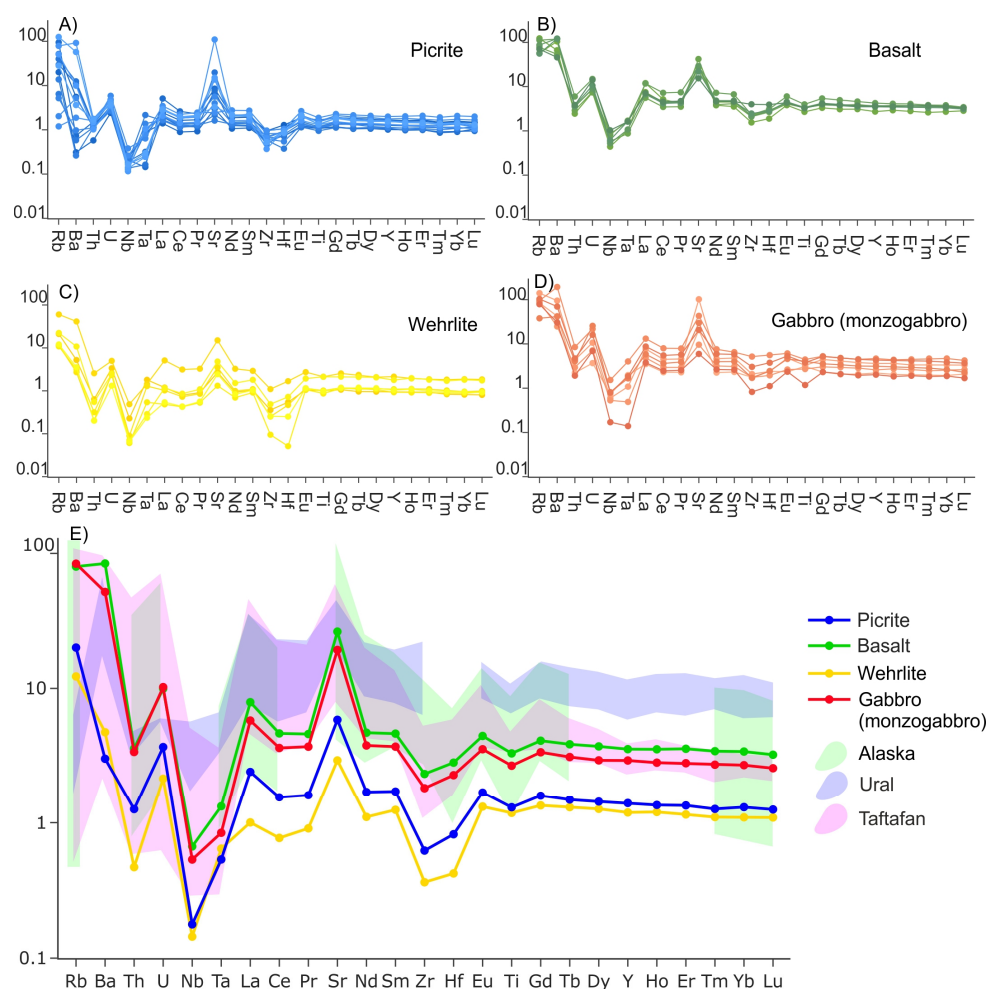 A)
Picrite
100
10
1
0.1
0.01
Rb Ba Th U Nb Ta La Ce Pr Sr Nd Sm Zr Hf Eu Ti Gd Tb Dy Y Ho Er Tm Yb Lu
B)
Basalt
100
10
1
0.1
0.01
Rb Ba Th U Nb Ta La Ce Pr Sr Nd Sm Zr Hf Eu Ti Gd Tb Dy Y Ho Er Tm Yb Lu
C)
Wehrlite
100
10
1
0.1
0.01
Rb Ba Th U Nb Ta La Ce Pr Sr Nd Sm Zr Hf Eu Ti Gd Tb Dy Y Ho Er Tm Yb Lu
D)
Gabbro (monzogabbro)
100
10
1
0.1
0.01
Rb Ba Th U Nb Ta La Ce Pr Sr Nd Sm Zr Hf Eu Ti Gd Tb Dy Y Ho Er Tm Yb Lu
E)
100
10
1
0.1
Rb Ba Th U Nb Ta La Ce Pr Sr Nd Sm Zr Hf Eu Ti Gd Tb Dy Y Ho Er Tm Yb Lu
Picrite
Basalt
Wehrlite
Gabbro
(monzogabbro)
Alaska
Ural
Taftafan